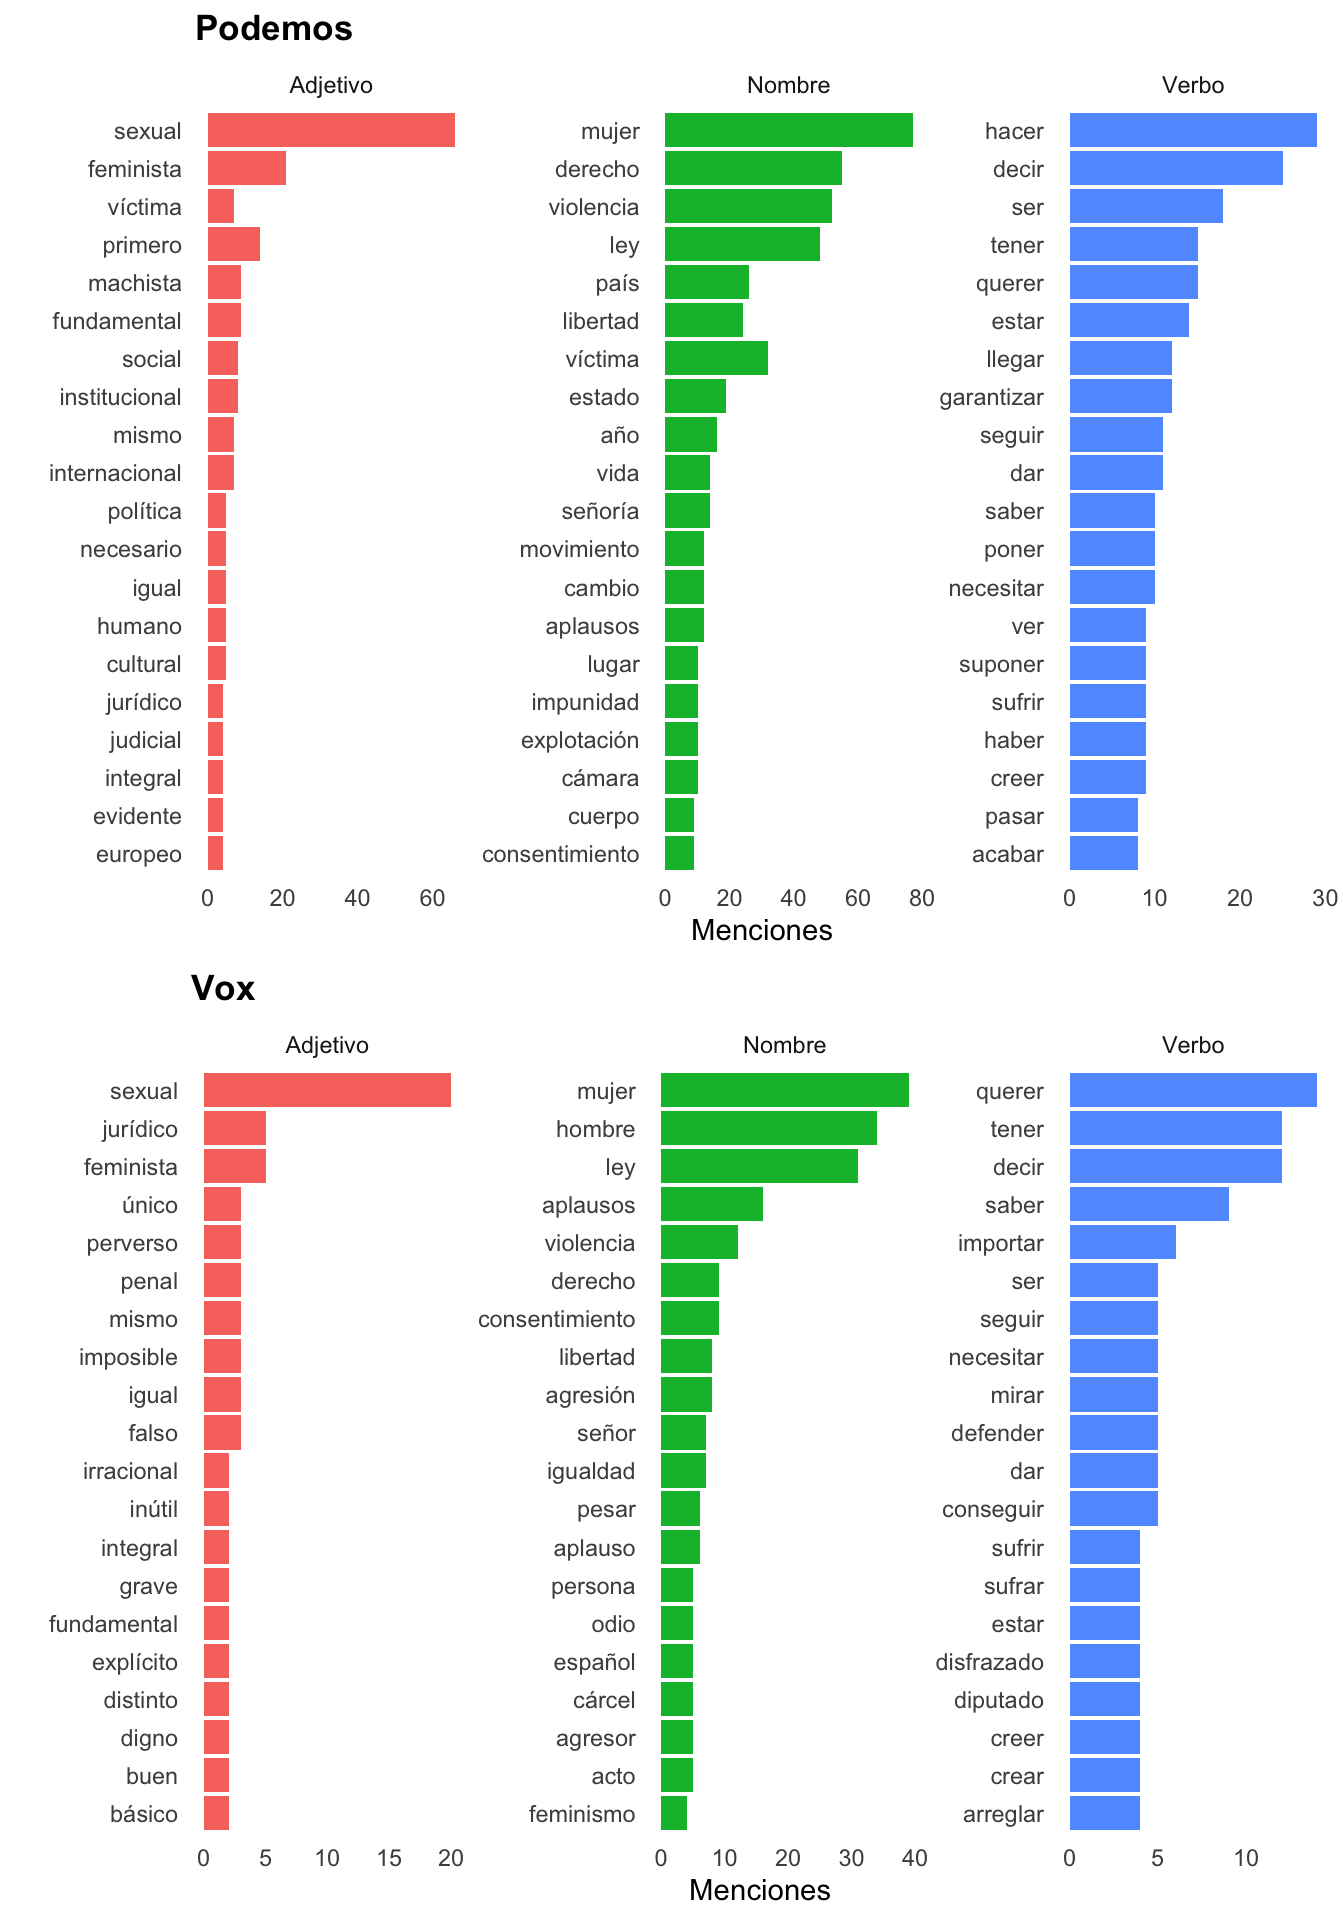 Podemos
Adjetivo
sexual
feminista
víctima
primero
machista
fundamental
social
institucional
mismo
internacional
política
necesario
igual
humano
cultural
jurídico
judicial
integral
evidente
europeo
0 20 40 60
Nombre
mujer
derecho
violencia
ley
país
libertad
víctima
estado
año
vida
señoría
movimiento
cambio
aplausos
lugar
impunidad
explotación
cámara
cuerpo
consentimiento
0 20 40 60 80
Verbo
hacer
decir
ser
tener
querer
estar
llegar
garantizar
seguir
dar
saber
poner
necesitar
ver
suponer
sufrir
haber
creer
pasar
acabar
0 10 20 30
Menciones
Vox
Adjetivo
sexual
jurídico
feminista
único
perverso
penal
mismo
imposible
igual
falso
irracional
inútil
integral
grave
fundamental
explícito
distinto
digno
buen
básico
0 5 10 15 20
Nombre
mujer
hombre
ley
aplausos
violencia
derecho
consentimiento
libertad
agresión
señor
igualdad
pesar
aplauso
persona
odio
español
cárcel
agresor
acto
feminismo
0 10 20 30 40
Verbo
querer
tener
decir
saber
importar
ser
seguir
necesitar
mirar
defender
dar
conseguir
sufrir
sufrar
estar
disfrazado
diputado
creer
crear
arreglar
0 5 10
Menciones